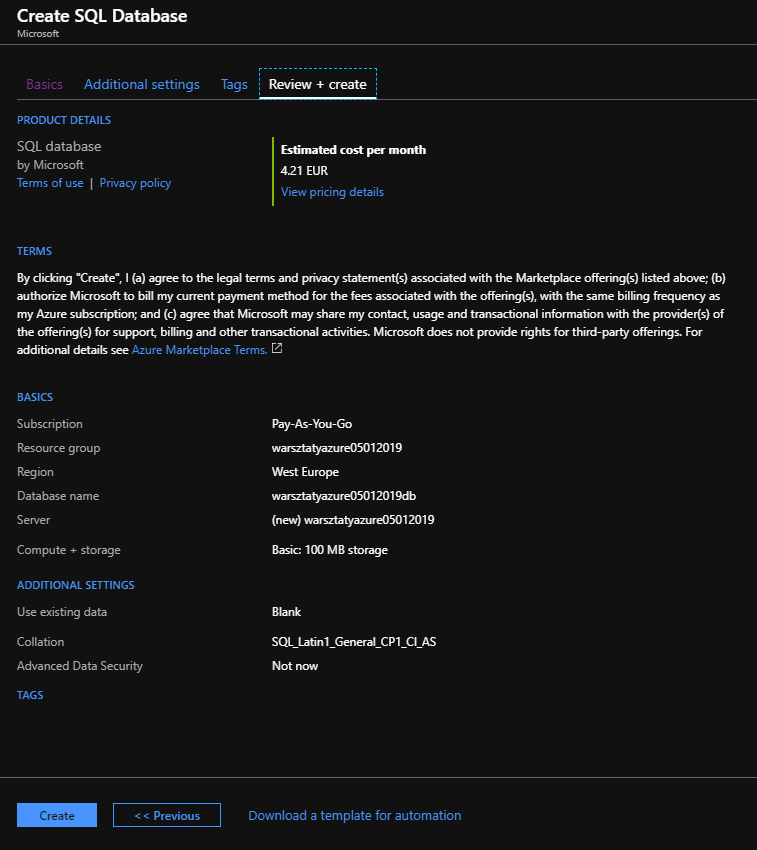 Create SQL Database
Microsoft
Basics Additional settings Tags Review + create
PRODUCT DETAILS
SQL database
by Microsoft
Terms of use | Privacy policy
Estimated cost per month
4.21 EUR
View pricing details
TERMS
By clicking "Create", I (a) agree to the legal terms and privacy statement(s) associated with the Marketplace offering(s) listed above; (b)
authorize Microsoft to bill my current payment method for the fees associated with the offering(s), with the same billing frequency as
my Azure subscription; and (c) agree that Microsoft may share my contact, usage and transactional information with the provider(s) of
the offering(s) for support, billing and other transactional activities. Microsoft does not provide rights for third-party offerings. For
additional details see Azure Marketplace Terms.
BASICS
Subscription Pay-As-You-Go
Resource group warsztatyazure05012019
Region West Europe
Database name warsztatyazure05012019db
Server (new) warsztatyazure05012019
Compute + storage Basic: 100 MB storage
ADDITIONAL SETTINGS
Use existing data Blank
Collation SQL_Latin1_General_CP1_CI_AS
Advanced Data Security Not now
TAGS
Create << Previous Download a template for automation